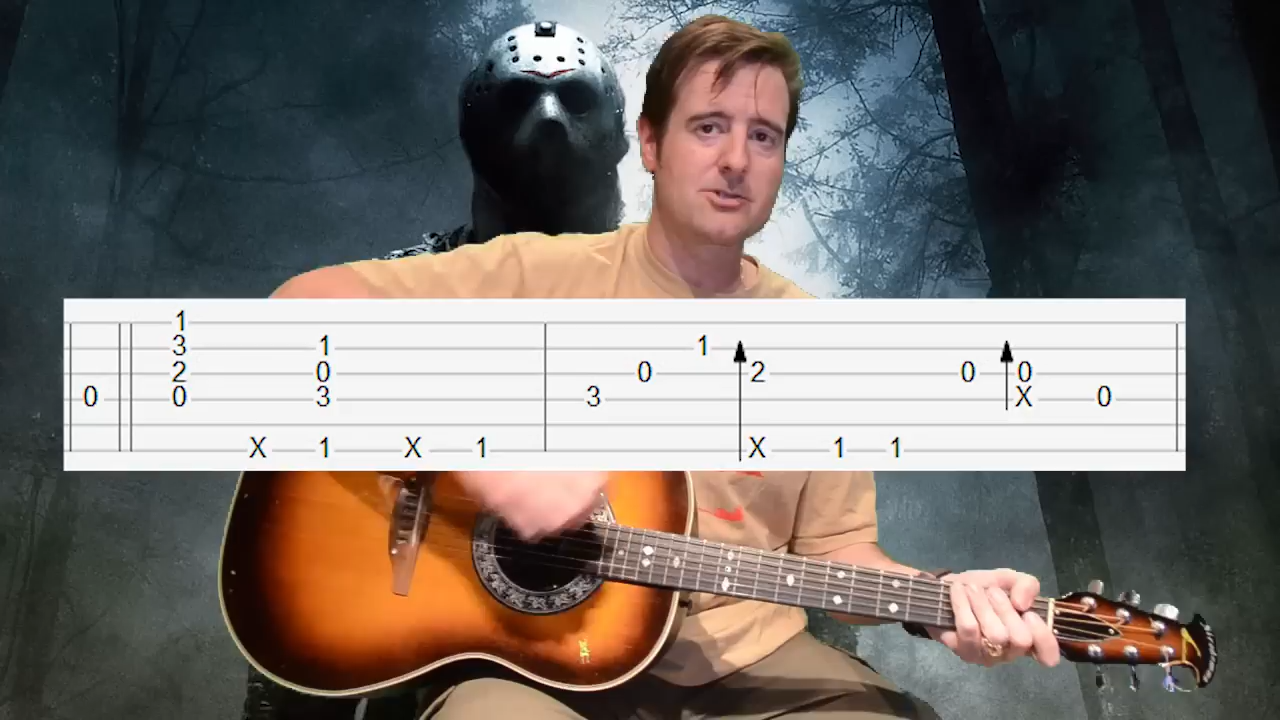 1
3 1 1
2 0 0 2 0 0
0 0 3 3 X 0
X 1 X 1 X 1 1